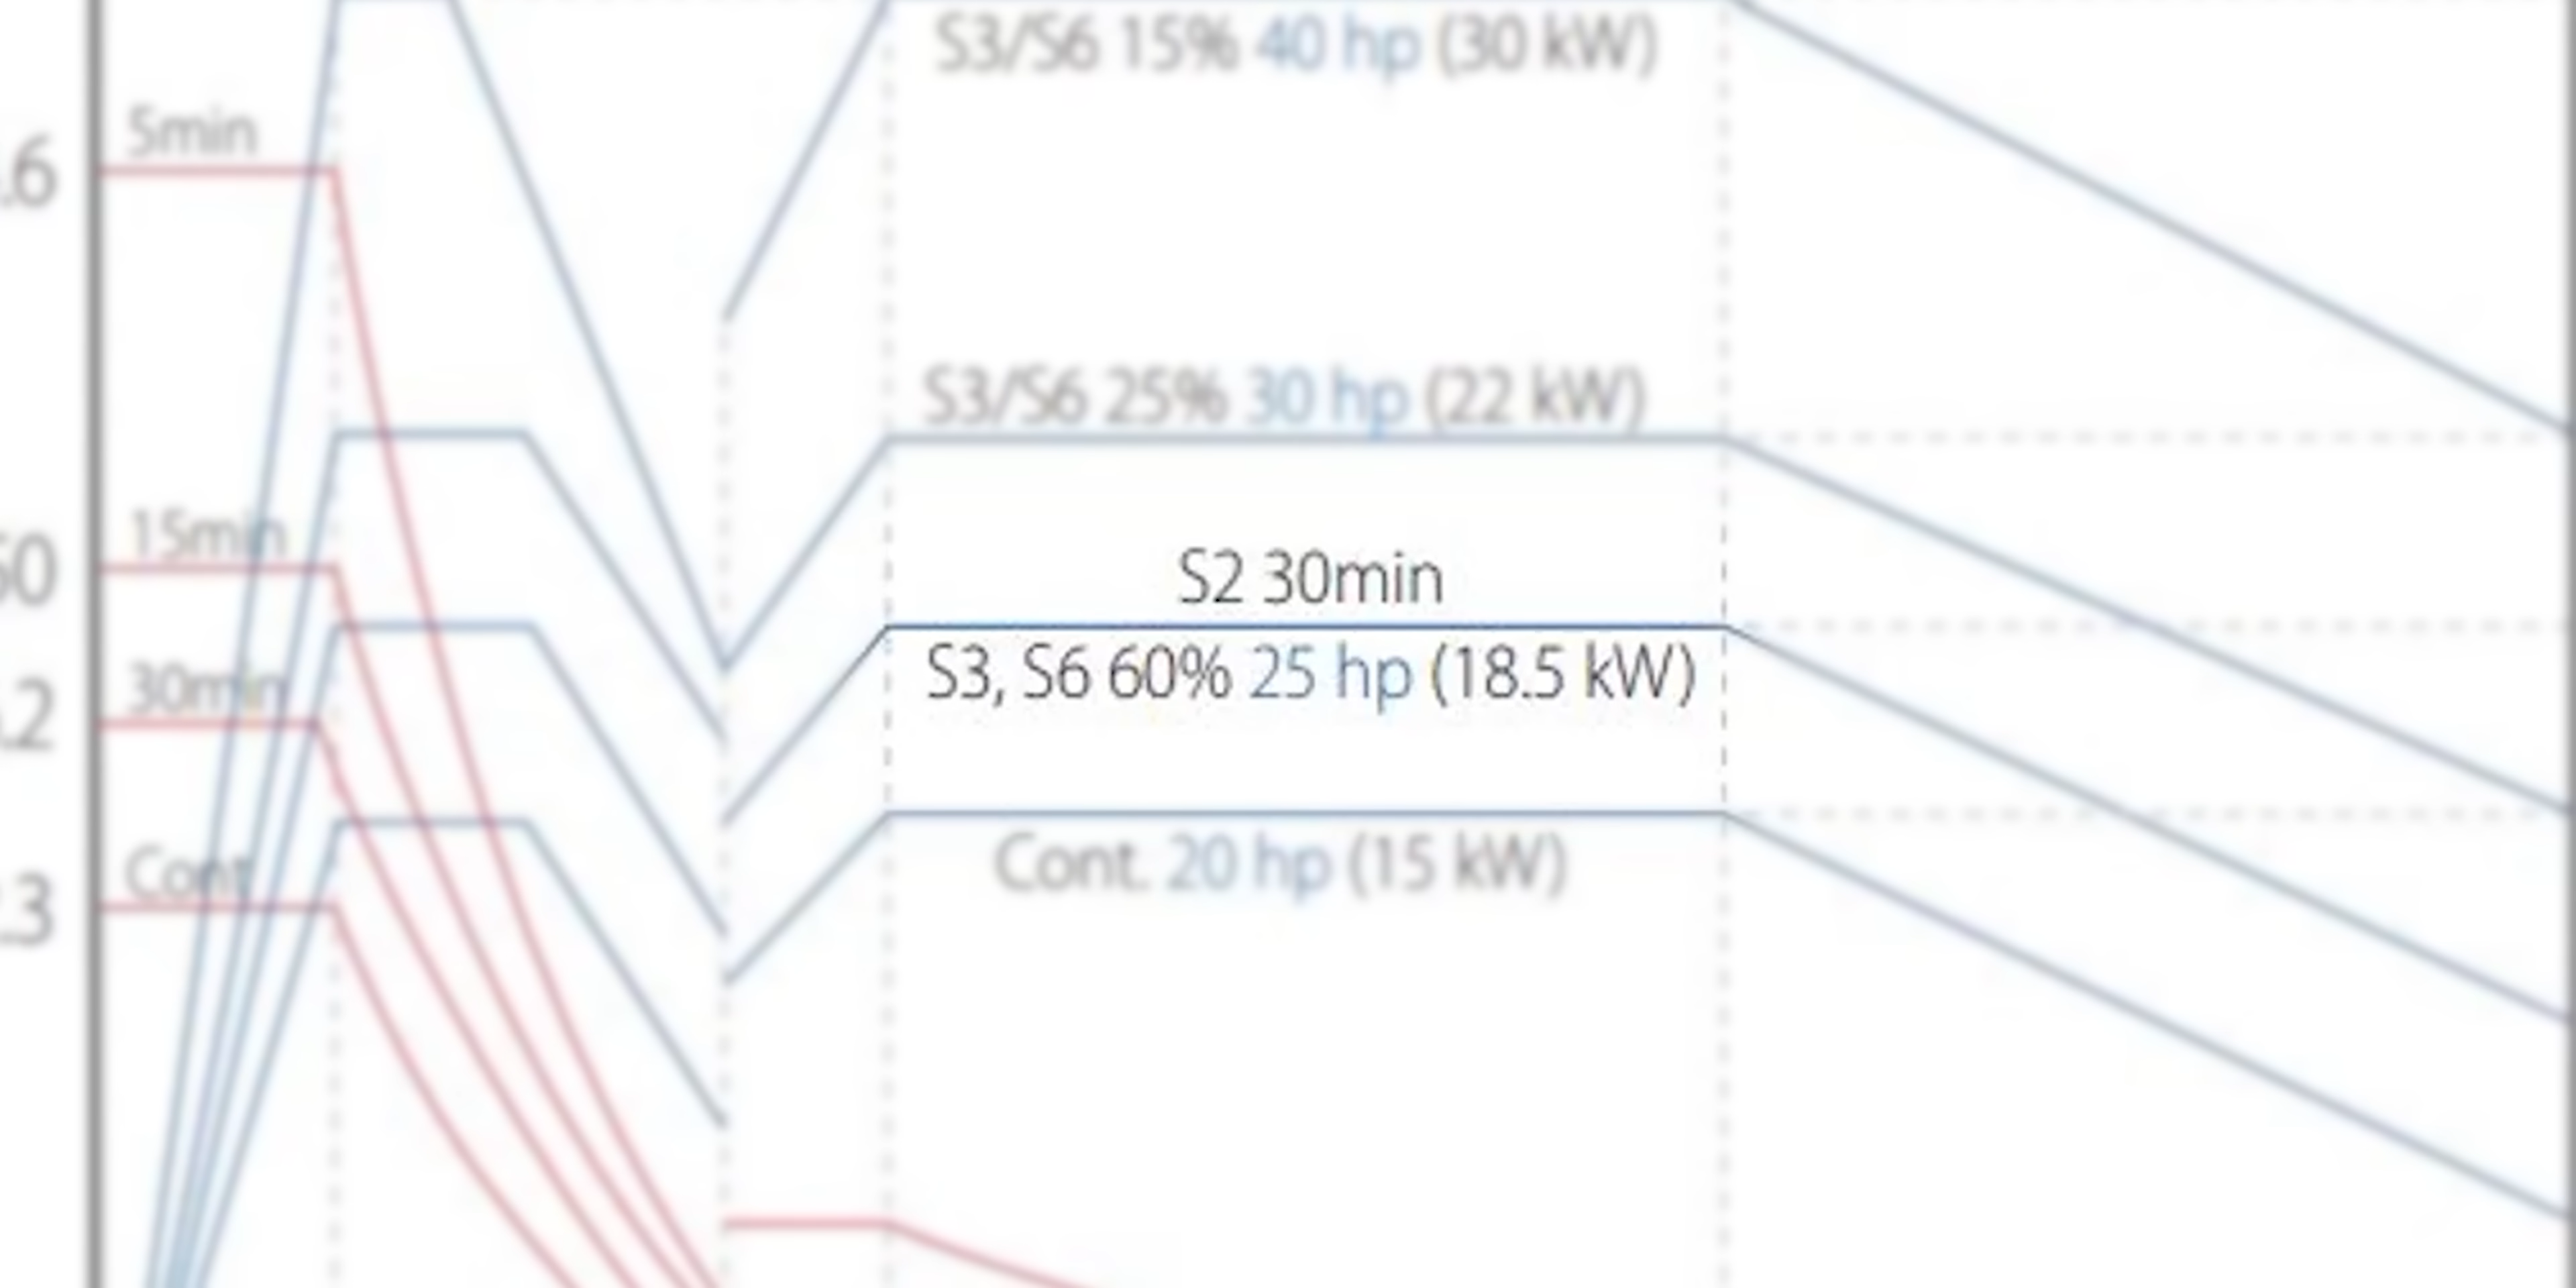 S3/S6 15% 40 hp (30 kW)
5min
.6
S3/S6 25% 30 hp (22 kW)
15min
S2 30min
30min
S3, S6 60% 25 hp (18.5 kW)
.2
Cont. 20 hp (15 kW)
Cont
.3